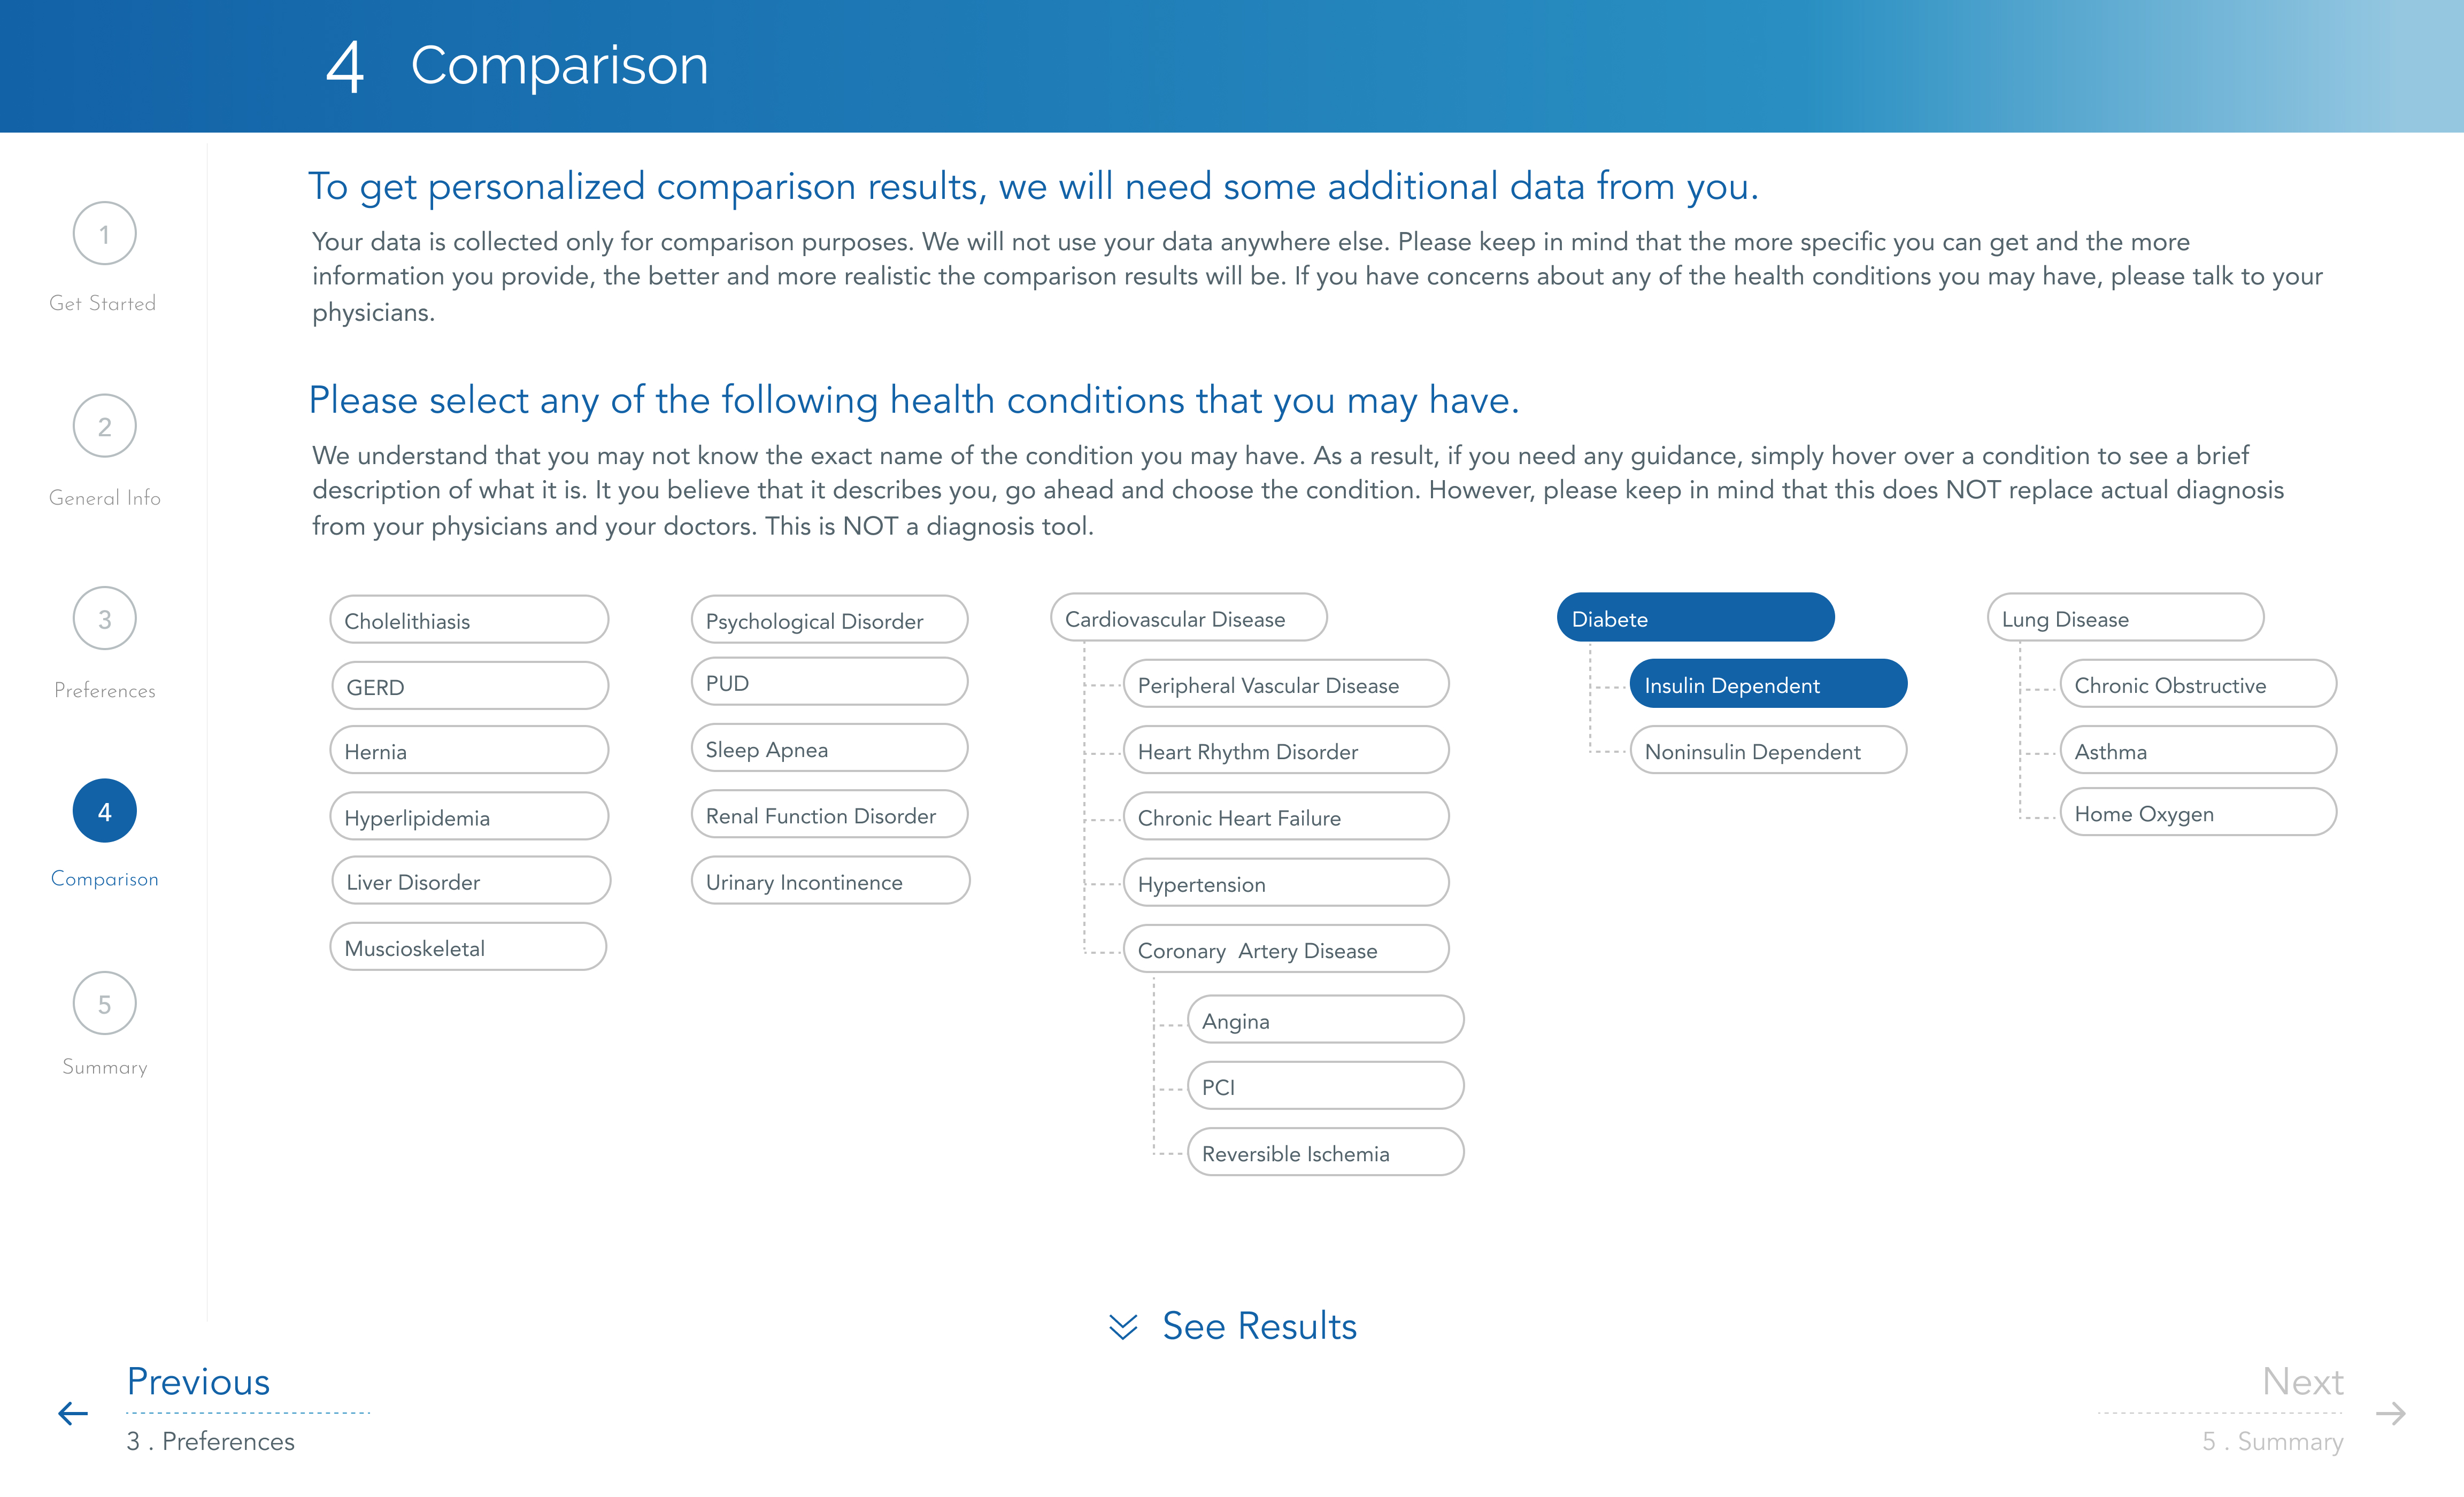 4 Comparison
1
Get Started
2
General Info
3
Preferences
4
Comparison
5
Summary
To get personalized comparison results, we will need some additional data from you.
Your data is collected only for comparison purposes. We will not use your data anywhere else. Please keep in mind that the more specific you can get and the more
information you provide, the better and more realistic the comparison results will be. If you have concerns about any of the health conditions you may have, please talk to your
physicians.
Please select any of the following health conditions that you may have.
We understand that you may not know the exact name of the condition you may have. As a result, if you need any guidance, simply hover over a condition to see a brief
description of what it is. It you believe that it describes you, go ahead and choose the condition. However, please keep in mind that this does NOT replace actual diagnosis
from your physicians and your doctors. This is NOT a diagnosis tool.
Cholelithiasis
GERD
Hernia
Hyperlipidemia
Liver Disorder
Muscioskeletal
Psychological Disorder
PUD
Sleep Apnea
Renal Function Disorder
Urinary Incontinence
Cardiovascular Disease
Peripheral Vascular Disease
Heart Rhythm Disorder
Chronic Heart Failure
Hypertension
Coronary Artery Disease
Angina
PCI
Reversible Ischemia
Diabete
Insulin Dependent
Noninsulin Dependent
Lung Disease
Chronic Obstructive
Asthma
Home Oxygen
See Results
Previous
3 . Preferences
Next
5 . Summary